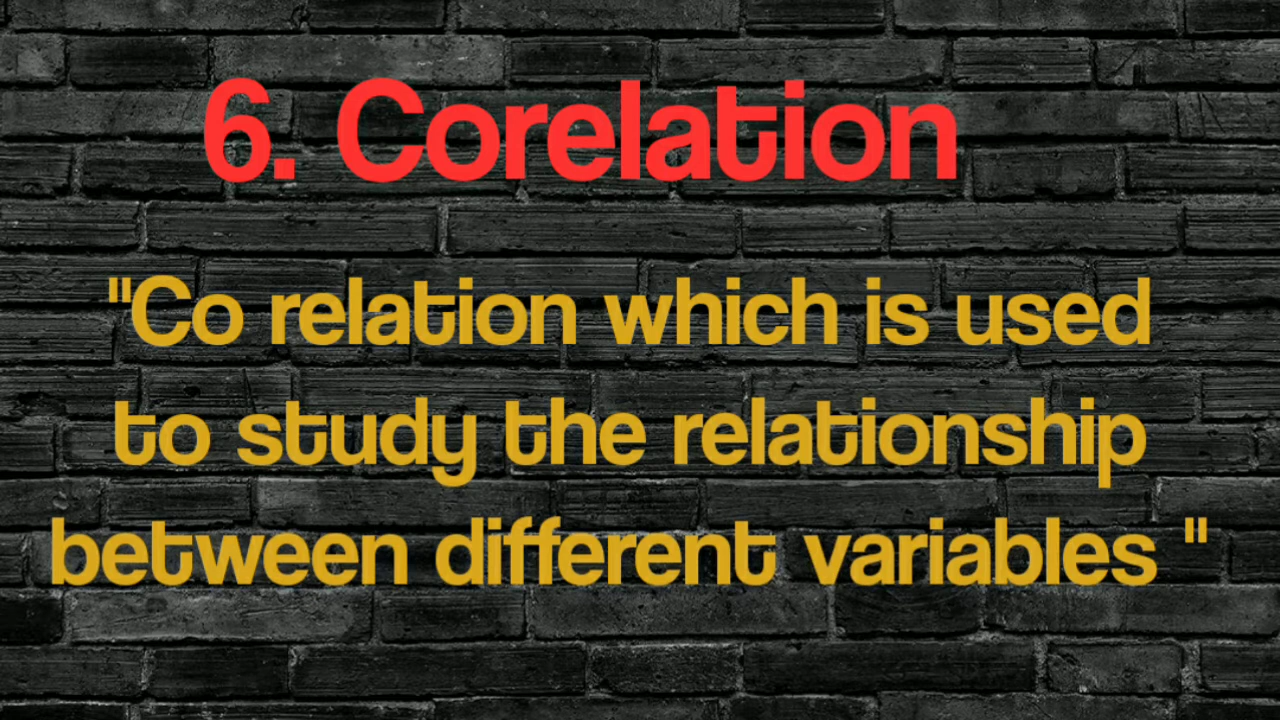 6. Corelation
"Co relation which is used
to study the relationship
between different variables "